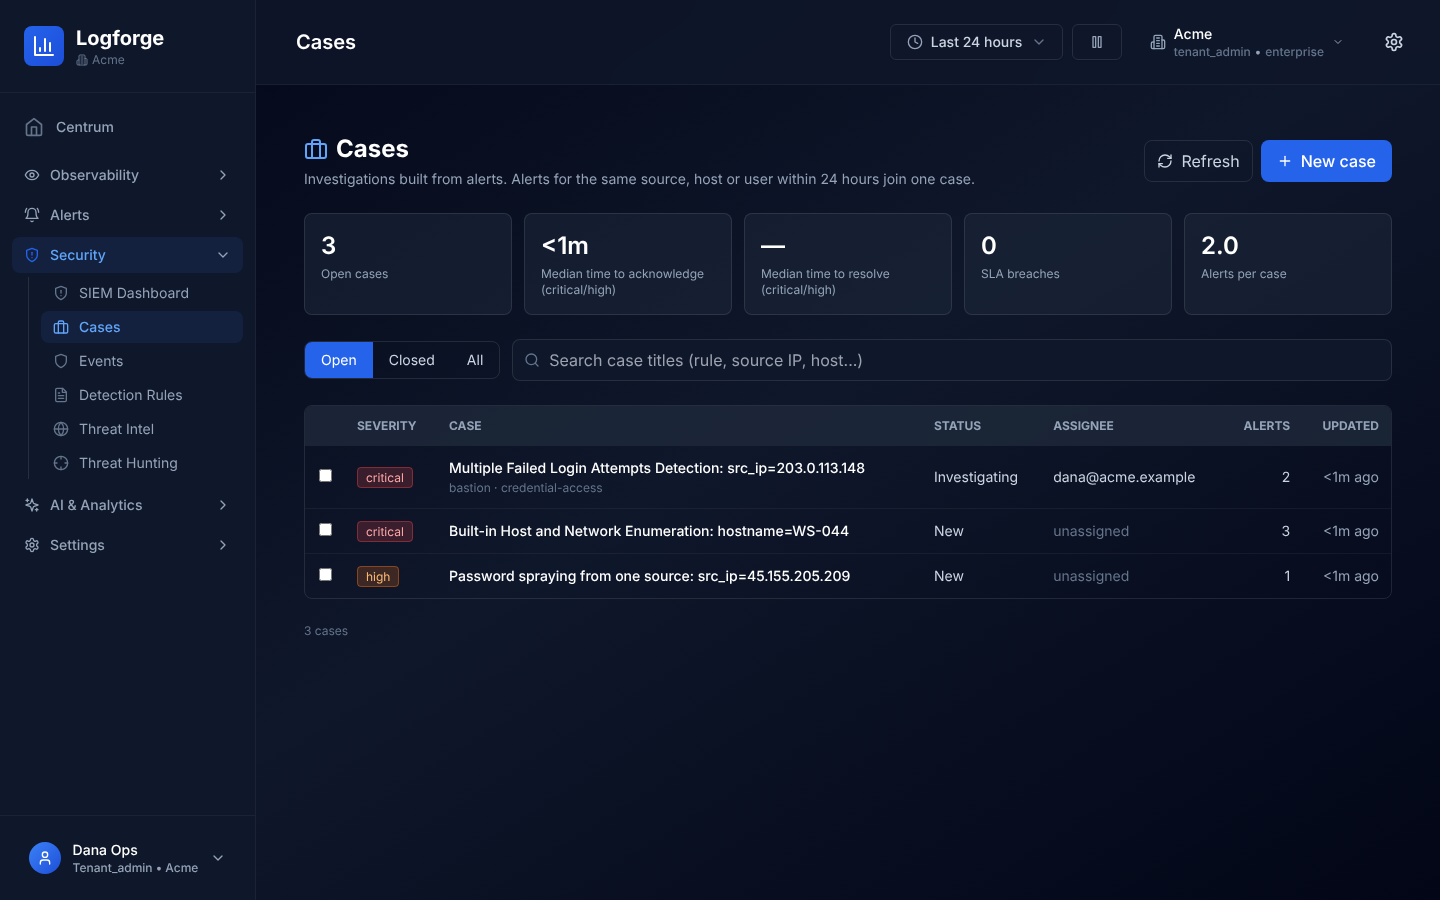 Logforge
Acme
Centrum
Observability
Alerts
Security
SIEM Dashboard
Cases
Events
Detection Rules
Threat Intel
Threat Hunting
AI & Analytics
Settings
Dana Ops
Tenant_admin • Acme
Cases
Last 24 hours
Acme
tenant_admin • enterprise
Cases
Investigations built from alerts. Alerts for the same source, host or user within 24 hours join one case.
Refresh
New case
3
Open cases
<1m
Median time to acknowledge
(critical/high)
—
Median time to resolve
(critical/high)
0
SLA breaches
2.0
Alerts per case
Open Closed All
Search case titles (rule, source IP, host...)
SEVERITY CASE STATUS ASSIGNEE ALERTS UPDATED
critical Multiple Failed Login Attempts Detection: src_ip=203.0.113.148 Investigating dana@acme.example 2 <1m ago
bastion · credential-access
critical Built-in Host and Network Enumeration: hostname=WS-044 New unassigned 3 <1m ago
high Password spraying from one source: src_ip=45.155.205.209 New unassigned 1 <1m ago
3 cases